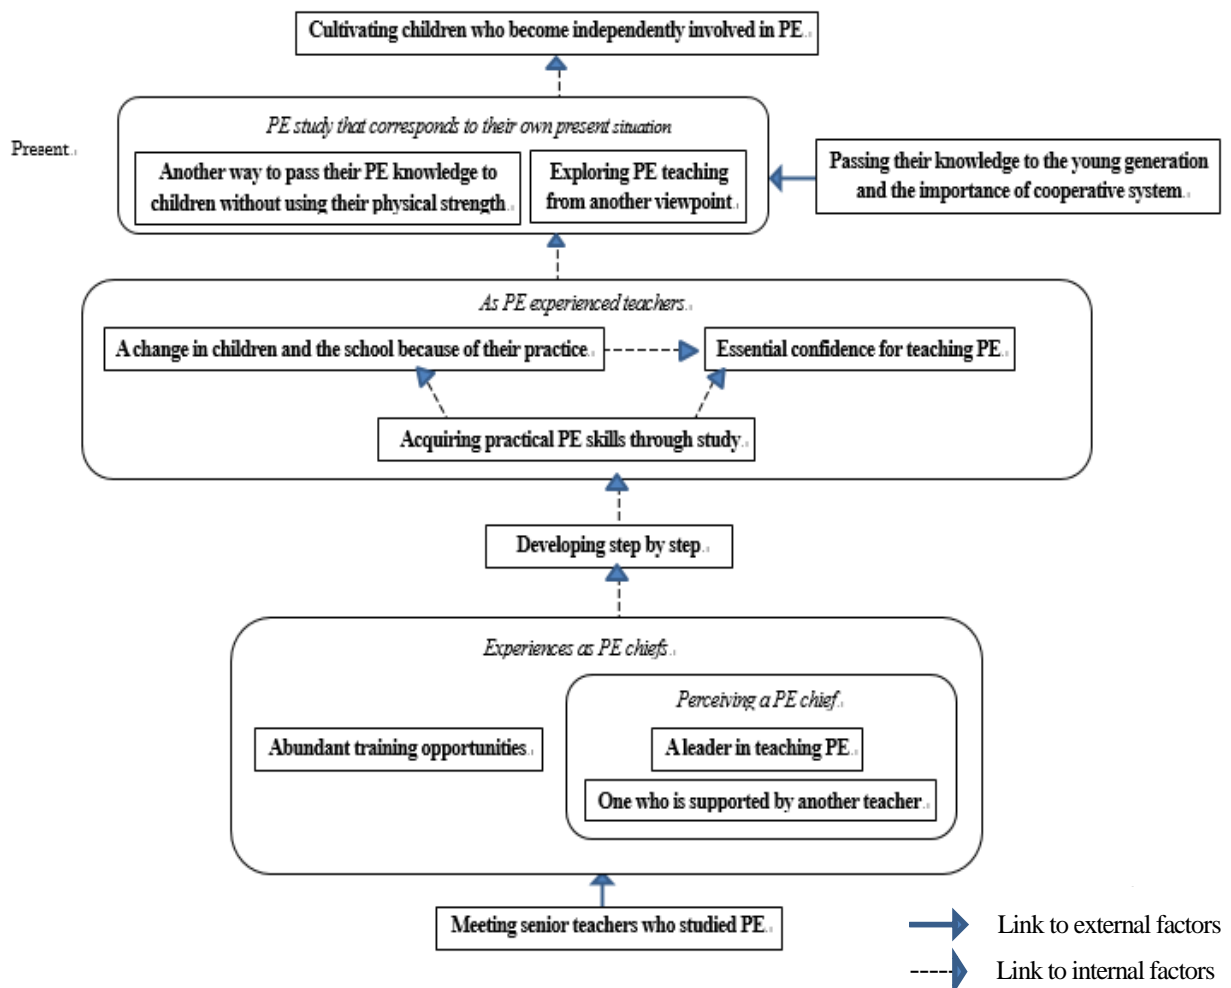 Cultivating children who become independently involved in PE.
PE study that corresponds to their own present situation
Present.
Another way to pass their PE knowledge to
children without using their physical strength.
Exploring PE teaching
from another viewpoint.
Passing their knowledge to the young generation
and the importance of cooperative system.
As PE experienced teachers.
A change in children and the school because of their practice.
Essential confidence for teaching PE.
Acquiring practical PE skills through study.
Developing step by step.
Experiences as PE chiefs.
Perceiving a PE chief.
Abundant training opportunities.
A leader in teaching PE.
One who is supported by another teacher.
Meeting senior teachers who studied PE.
Link to external factors
Link to internal factors